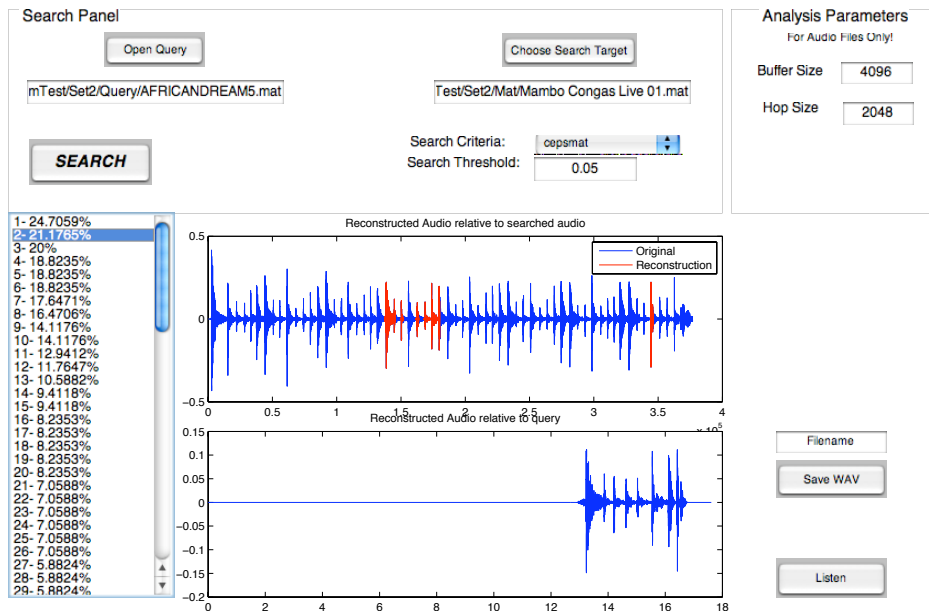 Search Panel
Open Query
Choose Search Target
mTest/Set2/Query/AFRICANDREAM5.mat
Test/Set2/Mat/Mambo Congas Live 01.mat
SEARCH
Search Criteria:
cepsmat
Search Threshold:
0.05
Analysis Parameters
For Audio Files Only!
Buffer Size
4096
Hop Size
2048
1- 24.7059%
2- 21.1765%
3- 20%
4- 18.8235%
5- 18.8235%
6- 18.8235%
7- 17.6471%
8- 16.4706%
9- 14.1176%
10- 14.1176%
11- 12.9412%
12- 11.7647%
13- 10.5882%
14- 9.4118%
15- 9.4118%
16- 8.2353%
17- 8.2353%
18- 8.2353%
19- 8.2353%
20- 8.2353%
21- 7.0588%
22- 7.0588%
23- 7.0588%
24- 7.0588%
25- 7.0588%
26- 7.0588%
27- 5.8824%
28- 5.8824%
29- 5.8824%
Reconstructed Audio relative to searched audio
Original
Reconstruction
0.5
0
−0.5
0 0.5 1 1.5 2 2.5 3 3.5 4
× 10^5
Reconstructed Audio relative to query
0.15
0.1
0.05
0
−0.05
−0.1
−0.15
−0.2
0 2 4 6 8 10 12 14 16 18
Filename
Save WAV
Listen